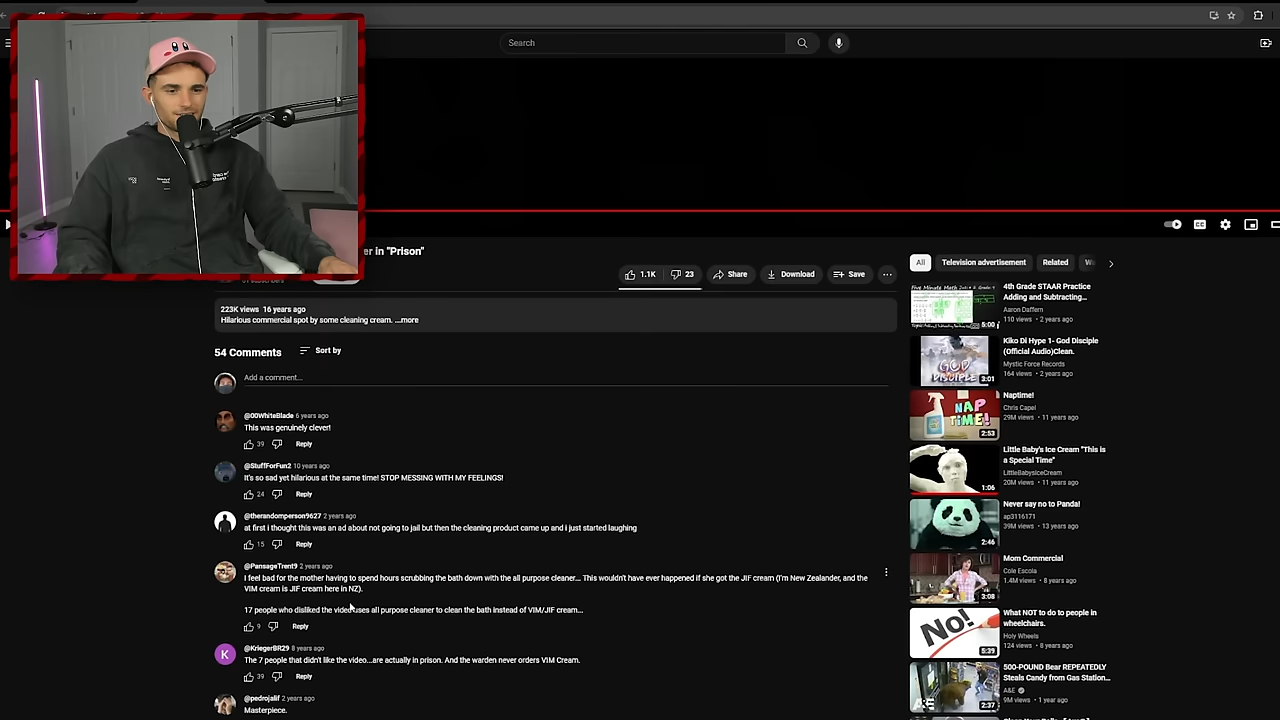 Search
er in "Prison"
1.1K
23
Share
Download
Save
223K views 16 years ago
Hilarious commercial spot by some cleaning cream. ...more
54 Comments
Sort by
Add a comment...
@00WhiteBlade 6 years ago
This was genuinely clever!
39
Reply
@StuffForFun2 10 years ago
It's so sad yet hilarious at the same time! STOP MESSING WITH MY FEELINGS!
24
Reply
@therandomperson9627 2 years ago
at first i thought this was an ad about not going to jail but then the cleaning product came up and i just started laughing
15
Reply
@PansageTrent9 2 years ago
I feel bad for the mother having to spend hours scrubbing the bath down with the all purpose cleaner... This wouldn't have ever happened if she got the JIF cream (I'm New Zealander, and the
VIM cream is JIF cream here in NZ).
17 people who disliked the video uses all purpose cleaner to clean the bath instead of VIM/JIF cream...
9
Reply
K
@KriegerBR29 8 years ago
The 7 people that didn't like the video...are actually in prison. And the warden never orders VIM Cream.
39
Reply
@pedrojalif 2 years ago
Masterpiece.
All
Television advertisement
Related
4th Grade STAAR Practice
Adding and Subtracting...
Aaron Daffern
110 views • 2 years ago
5:00
Kiko Di Hype 1- God Disciple
(Official Audio)Clean.
Mystic Force Records
164 views • 2 years ago
GOD
DISCIPLE
3:01
Naptime!
Chris Capel
29M views • 11 years ago
NAP
TIME!
2:53
Little Baby's Ice Cream "This is
a Special Time"
LittleBabysIceCream
20M views • 11 years ago
1:06
Never say no to Panda!
ap3116171
39M views • 13 years ago
2:46
Mom Commercial
Cole Escola
1.4M views • 8 years ago
3:08
What NOT to do to people in
wheelchairs.
Holy Wheels
124 views • 8 years ago
No!
5:39
500-POUND Bear REPEATEDLY
Steals Candy from Gas Station...
A&E
9M views • 1 year ago
A&E
2:37